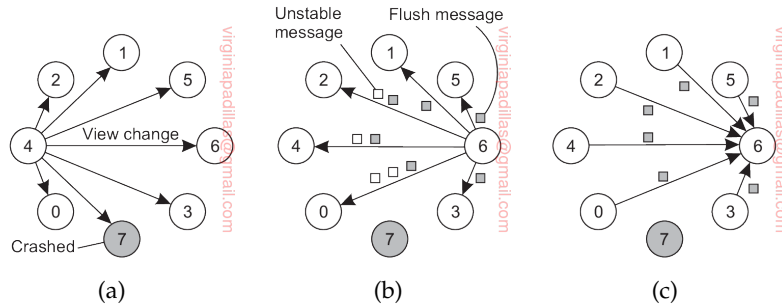 Unstable message
Flush message
1
2
5
View change
4
6
0
3
Crashed
7
virginiapadillas@gmail.com
1
2
5
4
6
0
3
7
virginiapadillas@gmail.com
1
2
5
4
6
0
3
7
virginiapadillas@gmail.com
(a)
(b)
(c)